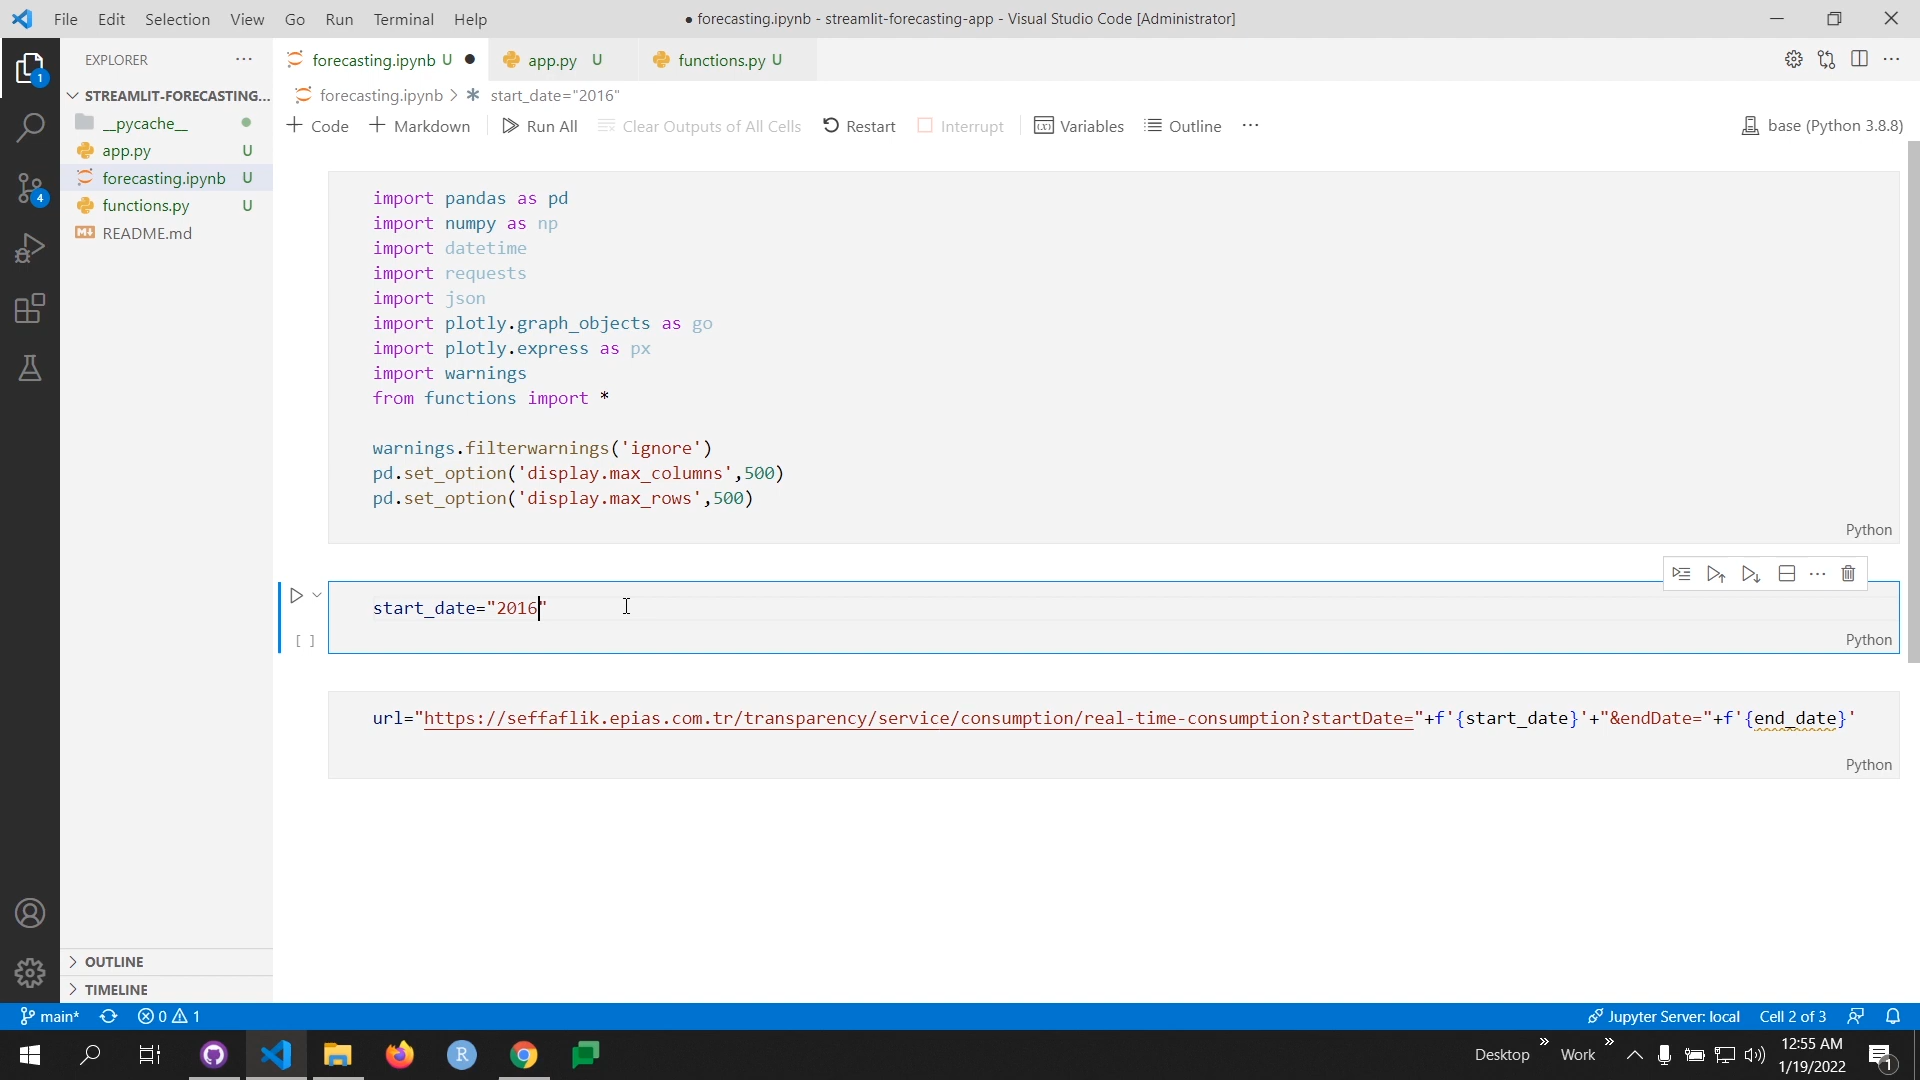 File Edit Selection View Go Run Terminal Help
● forecasting.ipynb - streamlit-forecasting-app - Visual Studio Code [Administrator]
EXPLORER
forecasting.ipynb U
app.py U
functions.py U
STREAMLIT-FORECASTING...
__pycache__
app.py U
forecasting.ipynb U
functions.py U
README.md
forecasting.ipynb > start_date="2016"
+ Code + Markdown Run All Clear Outputs of All Cells Restart Interrupt Variables Outline ...
base (Python 3.8.8)
import pandas as pd
import numpy as np
import datetime
import requests
import json
import plotly.graph_objects as go
import plotly.express as px
import warnings
from functions import *
warnings.filterwarnings('ignore')
pd.set_option('display.max_columns',500)
pd.set_option('display.max_rows',500)
Python
start_date="2016"
[ ]
Python
url="https://seffaflik.epias.com.tr/transparency/service/consumption/real-time-consumption?startDate="+f'{start_date}'+"&endDate="+f'{end_date}'
Python
OUTLINE
TIMELINE
1
4
main* 0 1
Jupyter Server: local Cell 2 of 3
Desktop » Work »
12:55 AM
1/19/2022
1
R